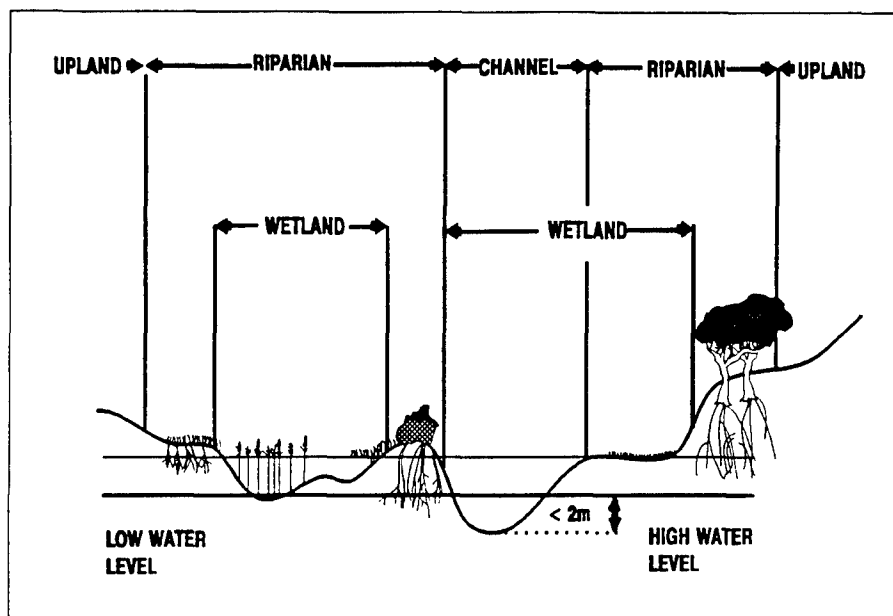 UPLAND RIPARIAN CHANNEL RIPARIAN UPLAND
WETLAND WETLAND
< 2m
LOW WATER
LEVEL
HIGH WATER
LEVEL